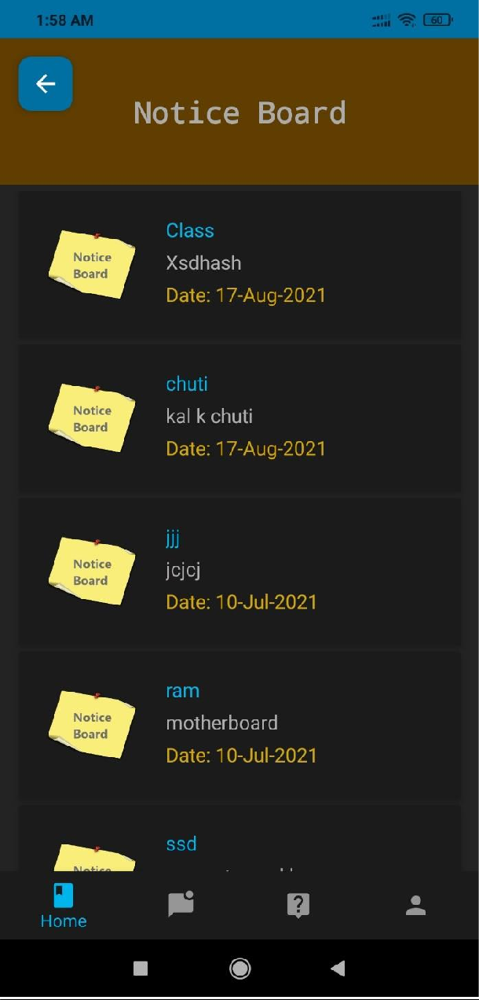 1:58 AM
60
Notice Board
Notice
Board
Class
Xsdhash
Date: 17-Aug-2021
Notice
Board
chuti
kal k chuti
Date: 17-Aug-2021
Notice
Board
jjj
jcjcj
Date: 10-Jul-2021
Notice
Board
ram
motherboard
Date: 10-Jul-2021
Notice
ssd
Home